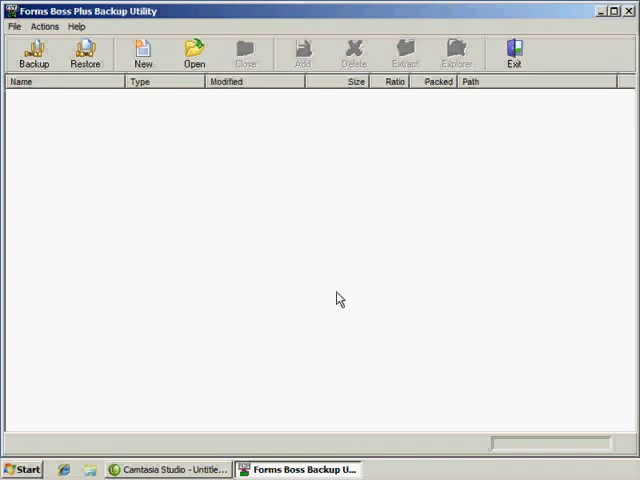 Forms Boss Plus Backup Utility
File Actions Help
Backup Restore New Open Close Add Delete Extract Explorer Exit
Name Type Modified Size Ratio Packed Path
Start Camtasia Studio - Untitle... Forms Boss Backup U...